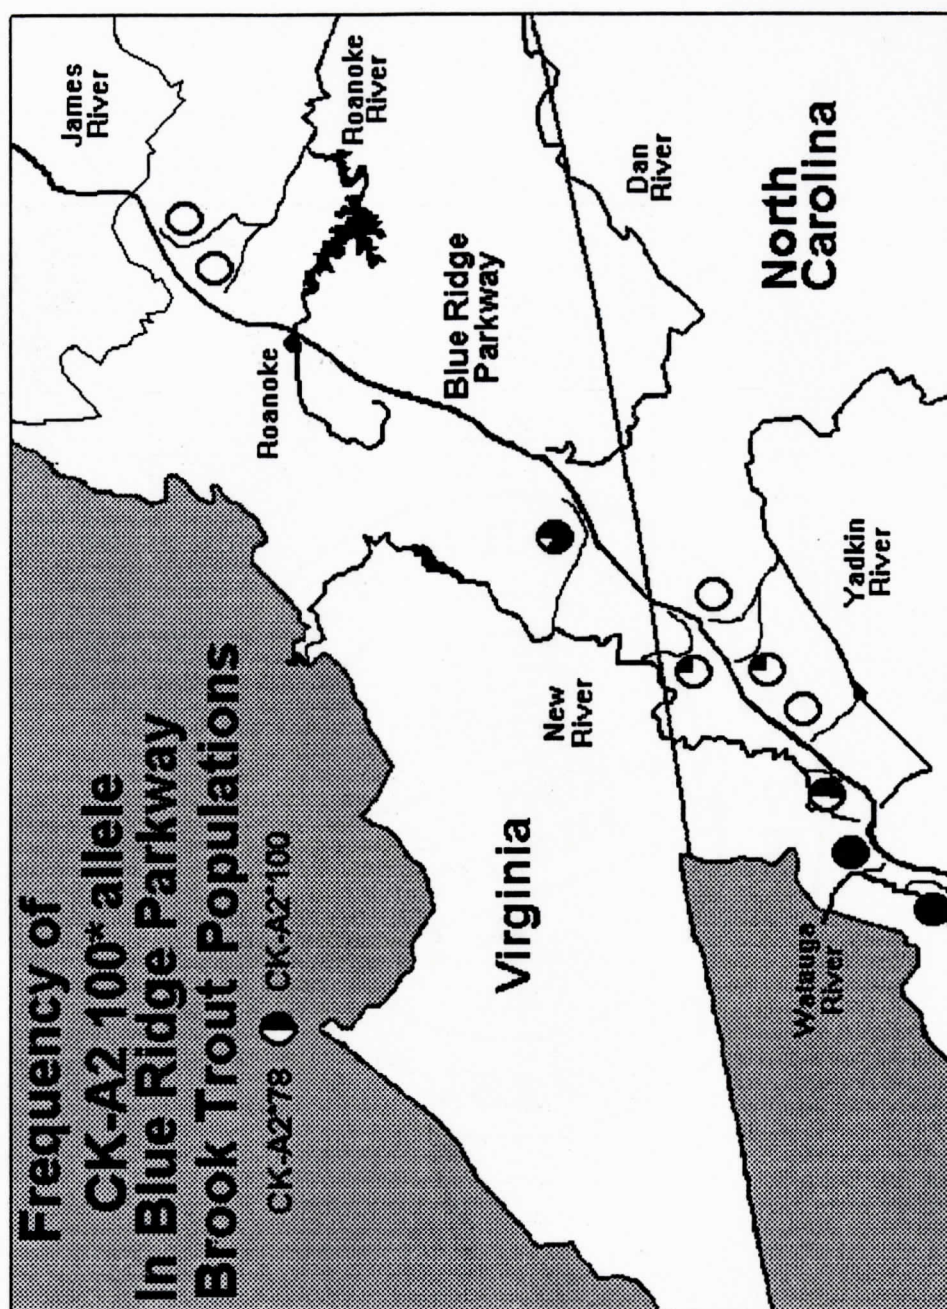 Frequency of
CK-A2 100* allele
In Blue Ridge Parkway
Brook Trout Populations
CK-A2*78 CK-A2*100
James
River
Roanoke
River
Roanoke
Blue Ridge
Parkway
Dan
River
Virginia
New
River
North
Carolina
Yadkin
River
Watauga
River